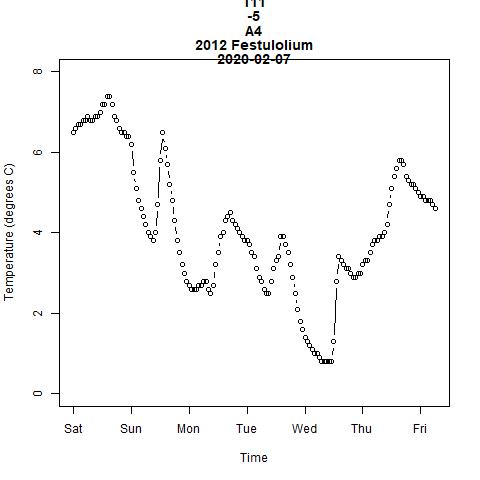 T11
-5
A4
2012 Festulolium
2020-02-07
8
6
4
2
0
Temperature (degrees C)
Sat Sun Mon Tue Wed Thu Fri
Time